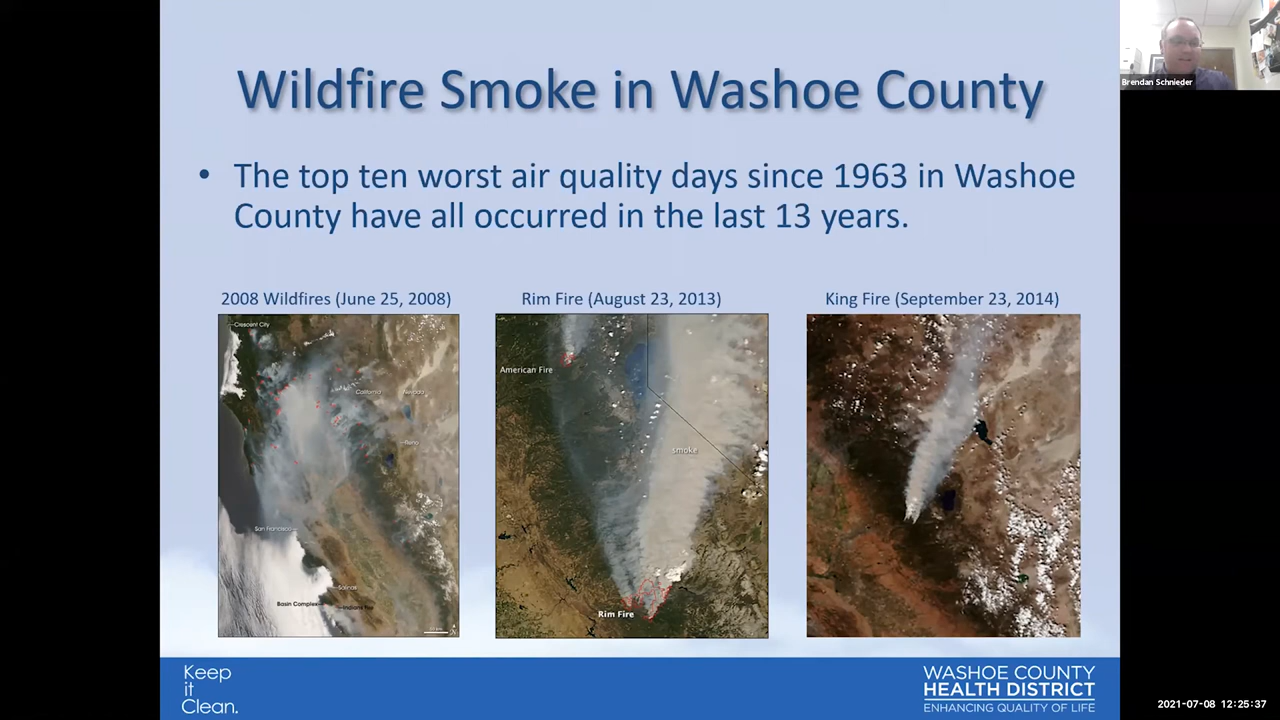 Wildfire Smoke in Washoe County
• The top ten worst air quality days since 1963 in Washoe
County have all occurred in the last 13 years.
2008 Wildfires (June 25, 2008)
Rim Fire (August 23, 2013)
King Fire (September 23, 2014)
Crescent City
California
Nevada
Reno
San Francisco
Salinas
Basin Complex
American Fire
smoke
Rim Fire
Keep
it
Clean.
WASHOE COUNTY
HEALTH DISTRICT
ENHANCING QUALITY OF LIFE
Brendan Schnieder
2021-07-08 12:25:37